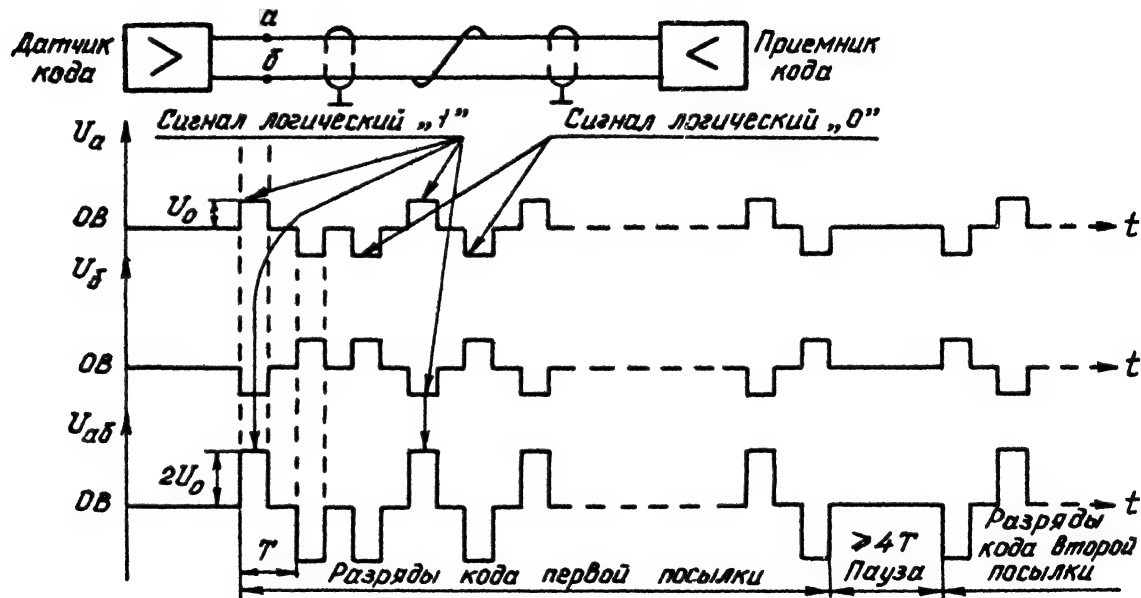 а
Датчик
кода
>
б
<
Приемник
кода
Сигнал логический „1”
Сигнал логический „0”
Uа
U₀
0В
t
Uб
0В
t
Uаб
2U₀
0В
t
T
Разряды кода первой посылки
⩾4T
Пауза
Разряды
кода второй
посылки